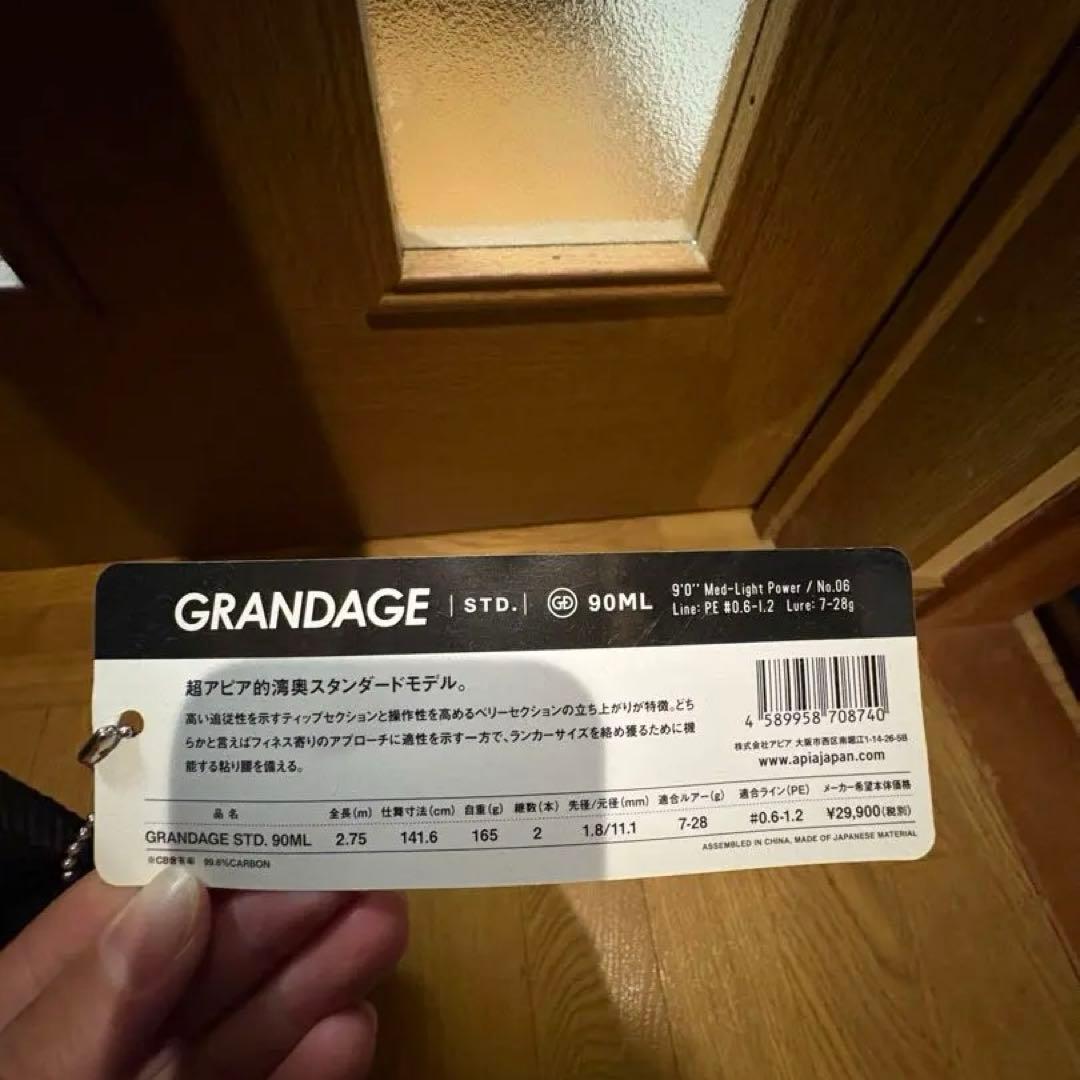 GRANDAGE | STD. | GD 90ML
9'0'' Med-Light Power / No.06
Line: PE #0.6-1.2 Lure: 7-28g
超アピア的湾奥スタンダードモデル。
高い追従性を示すティップセクションと操作性を高めるベリーセクションの立ち上がりが特徴。どち
らかと言えばフィネス寄りのアプローチに適性を示す一方で、ランカーサイズを絡め獲るために機
能する粘り腰を備える。
4 589958 708740
株式会社アピア 大阪市西区南堀江1-14-26-5B
www.apiajapan.com
品名 全長(m) 仕舞寸法(cm) 自重(g) 継数(本) 先径/元径(mm) 適合ルアー(g) 適合ライン(PE) メーカー希望本体価格
GRANDAGE STD. 90ML 2.75 141.6 165 2 1.8/11.1 7-28 #0.6-1.2 ¥29,900(税別)
※CB含有率 99.6%CARBON
ASSEMBLED IN CHINA, MADE OF JAPANESE MATERIAL